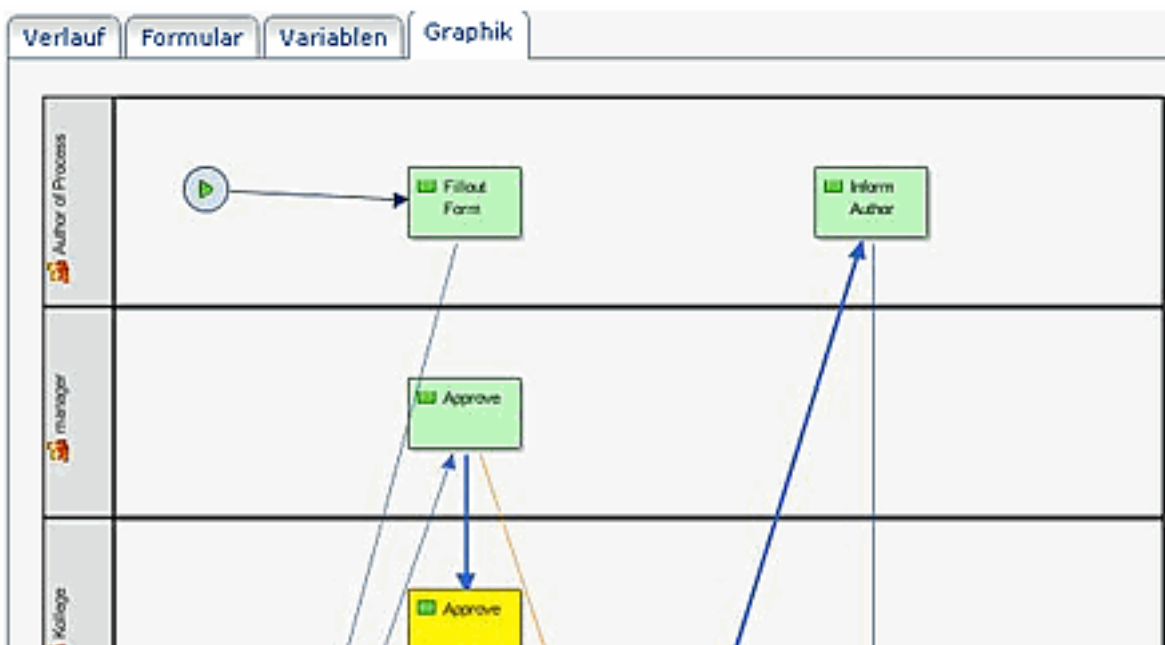 Verlauf
Formular
Variablen
Graphik
Author of Process
Fillout
Form
Inform
Author
manager
Approve
Kollege
Approve